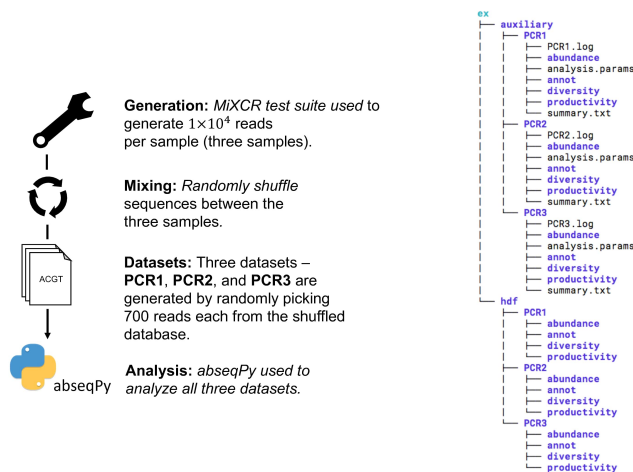 Generation: MiXCR test suite used to
generate 1×10⁴ reads
per sample (three samples).
Mixing: Randomly shuffle
sequences between the
three samples.
ACGT
Datasets: Three datasets –
PCR1, PCR2, and PCR3 are
generated by randomly picking
700 reads each from the shuffled
database.
abseqPy
Analysis: abseqPy used to
analyze all three datasets.
ex
auxiliary
PCR1
PCR1.log
abundance
analysis.params
annot
diversity
productivity
summary.txt
PCR2
PCR2.log
abundance
analysis.params
annot
diversity
productivity
summary.txt
PCR3
PCR3.log
abundance
analysis.params
annot
diversity
productivity
summary.txt
hdf
PCR1
abundance
annot
diversity
productivity
PCR2
abundance
annot
diversity
productivity
PCR3
abundance
annot
diversity
productivity